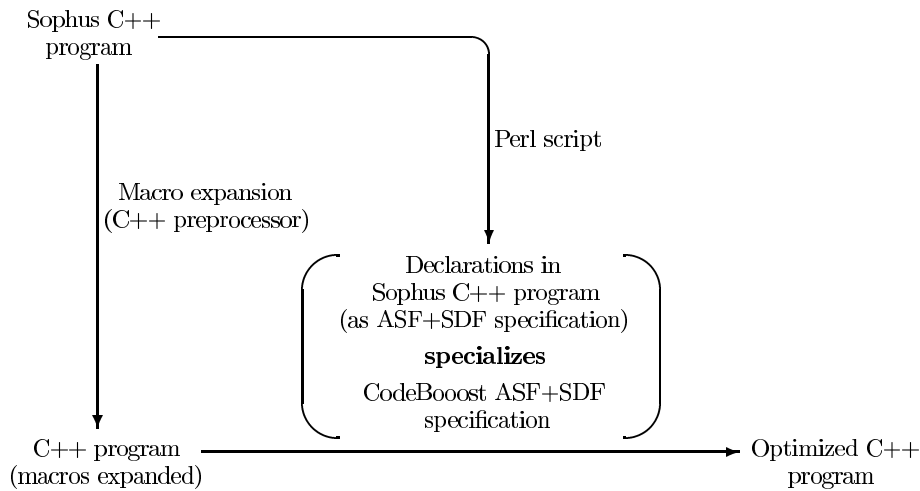 Sophus C++
program
Perl script
Macro expansion
(C++ preprocessor)
Declarations in
Sophus C++ program
(as ASF+SDF specification)
specializes
CodeBooost ASF+SDF
specification
C++ program
(macros expanded)
Optimized C++
program